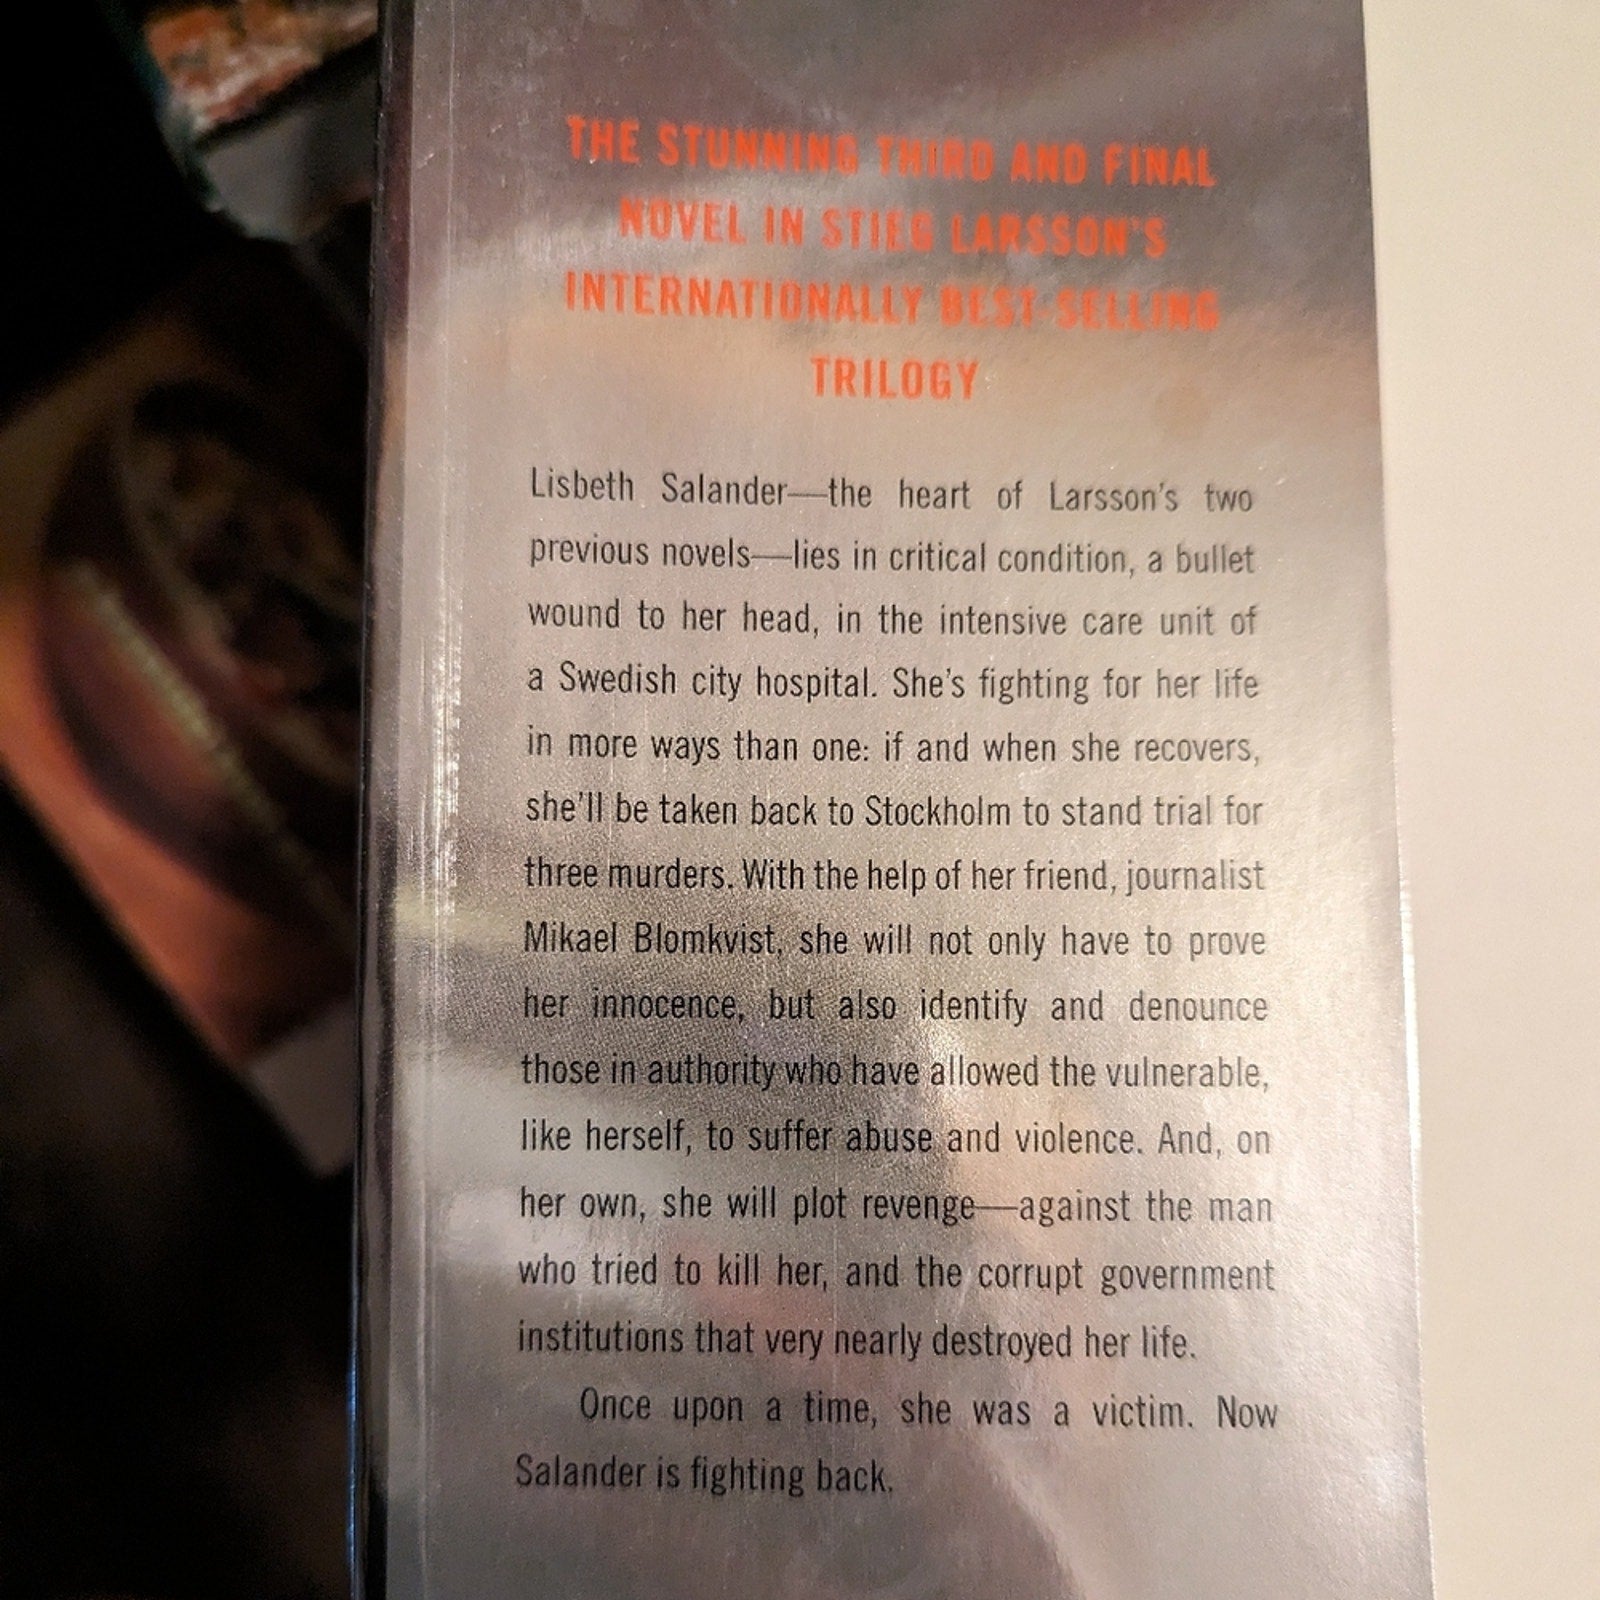 THE STUNNING THIRD AND FINAL
NOVEL IN STIEG LARSSON'S
INTERNATIONALLY BEST-SELLING
TRILOGY
Lisbeth Salander—the heart of Larsson's two
previous novels—lies in critical condition, a bullet
wound to her head, in the intensive care unit of
a Swedish city hospital. She's fighting for her life
in more ways than one: if and when she recovers,
she'll be taken back to Stockholm to stand trial for
three murders. With the help of her friend, journalist
Mikael Blomkvist, she will not only have to prove
her innocence, but also identify and denounce
those in authority who have allowed the vulnerable,
like herself, to suffer abuse and violence. And, on
her own, she will plot revenge—against the man
who tried to kill her, and the corrupt government
institutions that very nearly destroyed her life.
Once upon a time, she was a victim. Now
Salander is fighting back.